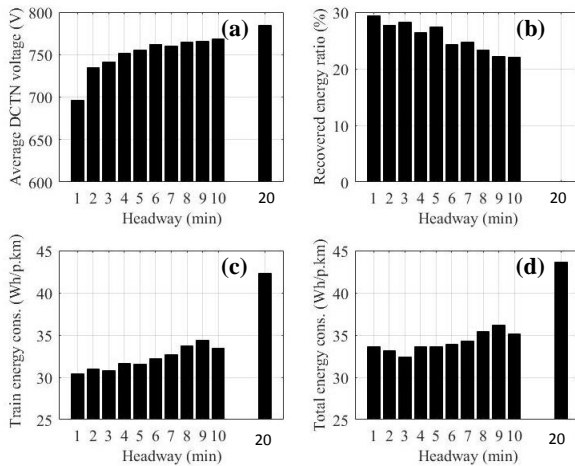 Average DCTN voltage (V)
800
750
700
650
600
(a)
1 2 3 4 5 6 7 8 9 10 20
Headway (min)
Recovered energy ratio (%)
30
20
10
0
(b)
1 2 3 4 5 6 7 8 9 10 20
Headway (min)
Train energy cons. (Wh/p.km)
45
40
35
30
25
(c)
1 2 3 4 5 6 7 8 9 10 20
Headway (min)
Total energy cons. (Wh/p.km)
45
40
35
30
25
(d)
1 2 3 4 5 6 7 8 9 10 20
Headway (min)